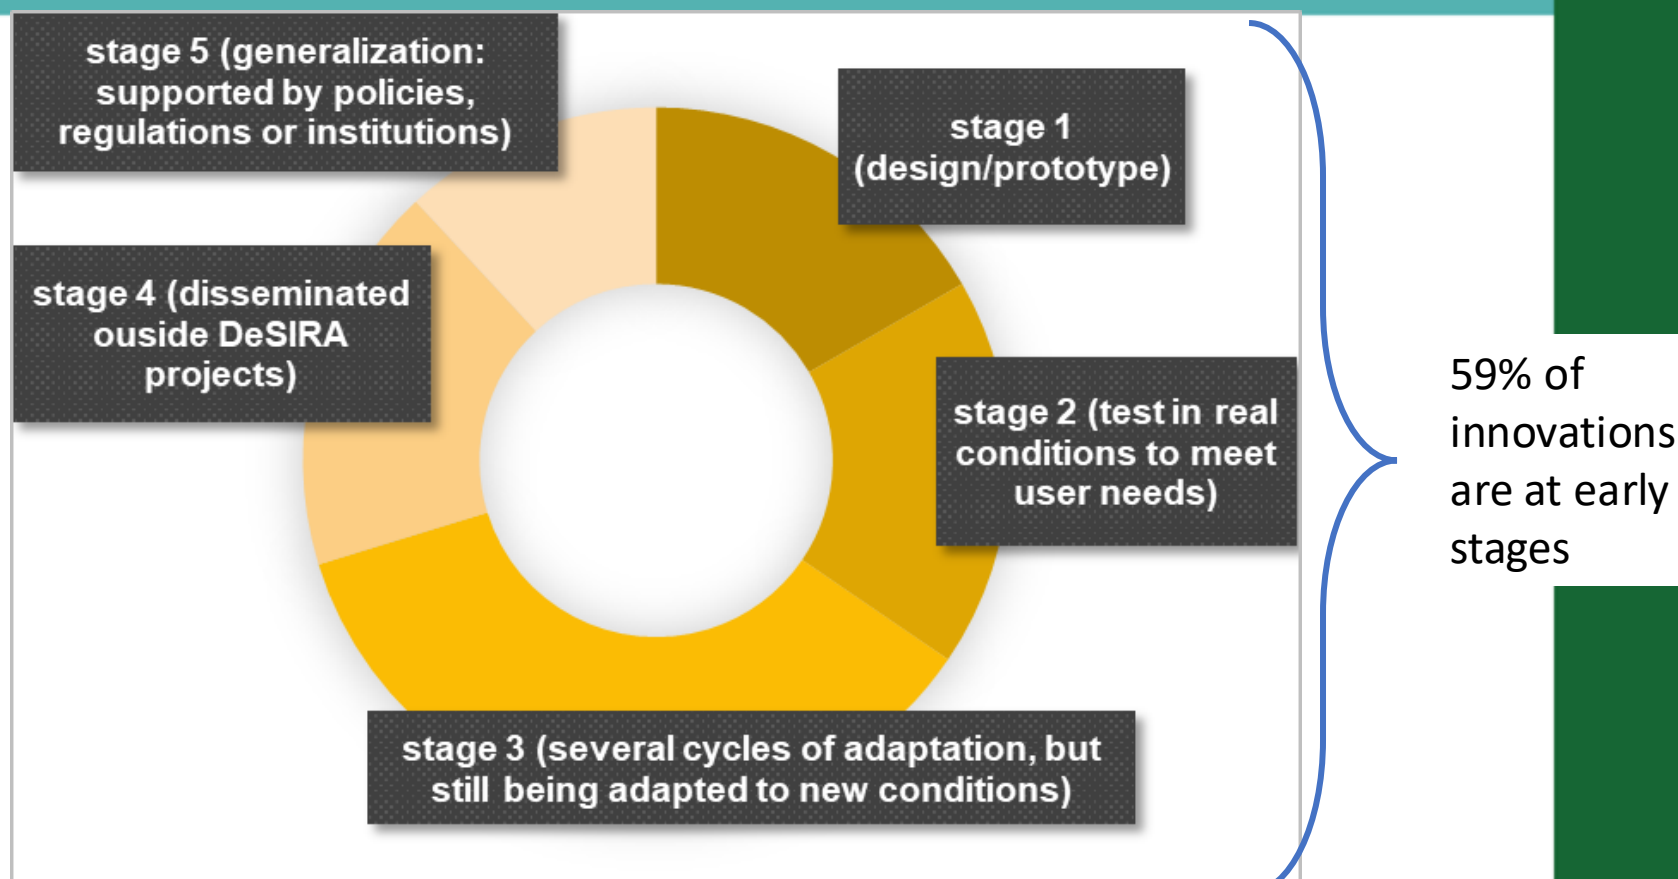 stage 5 (generalization:
supported by policies,
regulations or institutions)
stage 1
(design/prototype)
stage 4 (disseminated
ouside DeSIRA
projects)
stage 2 (test in real
conditions to meet
user needs)
59% of
innovations
are at early
stages
stage 3 (several cycles of adaptation, but
still being adapted to new conditions)